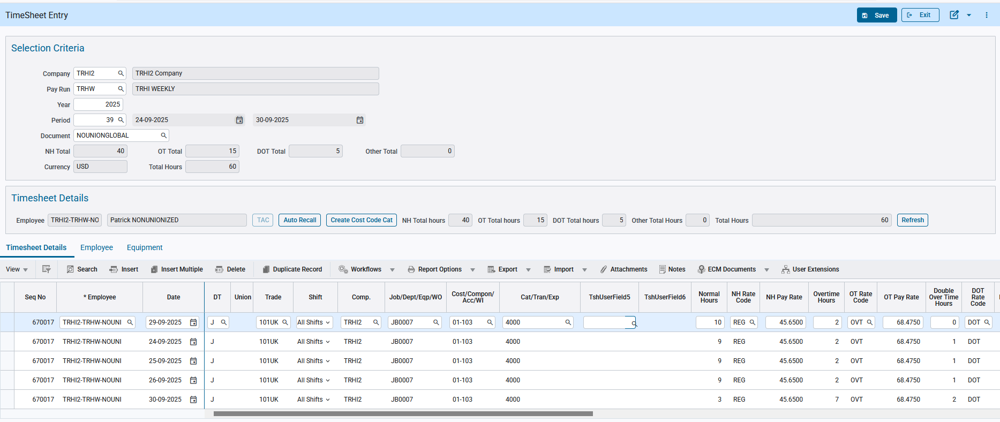 TimeSheet Entry Save Exit
Selection Criteria
Company TRHI2 TRHI2 Company
Pay Run TRHW TRHI WEEKLY
Year 2025
Period 39 24-09-2025 30-09-2025
Document NOUNIONGLOBAL
NH Total 40 OT Total 15 DOT Total 5 Other Total 0
Currency USD Total Hours 60
Timesheet Details
Employee TRHI2-TRHW-NO Patrick NONUNIONIZED TAC Auto Recall Create Cost Code Cat NH Total hours 40 OT Total hours 15 DOT Total hours 5 Other Total Hours 0 Total Hours 60 Refresh
Timesheet Details Employee Equipment
View Search Insert Insert Multiple Delete Duplicate Record Workflows Report Options Export Import Attachments Notes ECM Documents User Extensions
Seq No * Employee Date DT Union Trade Shift Comp. Job/Dept/Eqp/WO Cost/Compon/Acc/WI Cat/Tran/Exp TshUserField5 TshUserField6 Normal Hours NH Rate Code NH Pay Rate Overtime Hours OT Rate Code OT Pay Rate Double Over Time Hours DOT Rate Code
670017 TRHI2-TRHW-NOUNI 29-09-2025 J 101UK All Shifts TRHI2 JB0007 01-103 4000 10 REG 45.6500 2 OVT 68.4750 0 DOT
670017 TRHI2-TRHW-NOUNI 24-09-2025 J 101UK All Shifts TRHI2 JB0007 01-103 4000 9 REG 45.6500 2 OVT 68.4750 1 DOT
670017 TRHI2-TRHW-NOUNI 25-09-2025 J 101UK All Shifts TRHI2 JB0007 01-103 4000 9 REG 45.6500 2 OVT 68.4750 1 DOT
670017 TRHI2-TRHW-NOUNI 26-09-2025 J 101UK All Shifts TRHI2 JB0007 01-103 4000 9 REG 45.6500 2 OVT 68.4750 1 DOT
670017 TRHI2-TRHW-NOUNI 30-09-2025 J 101UK All Shifts TRHI2 JB0007 01-103 4000 3 REG 45.6500 7 OVT 68.4750 2 DOT